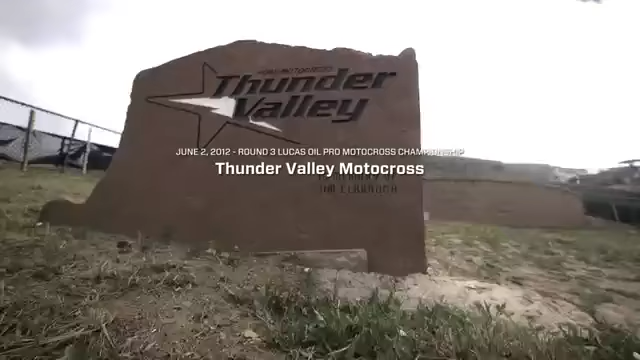 Thunder
Valley
JUNE 2, 2012 - ROUND 3 LUCAS OIL PRO MOTOCROSS CHAMPIONSHIP
Thunder Valley Motocross